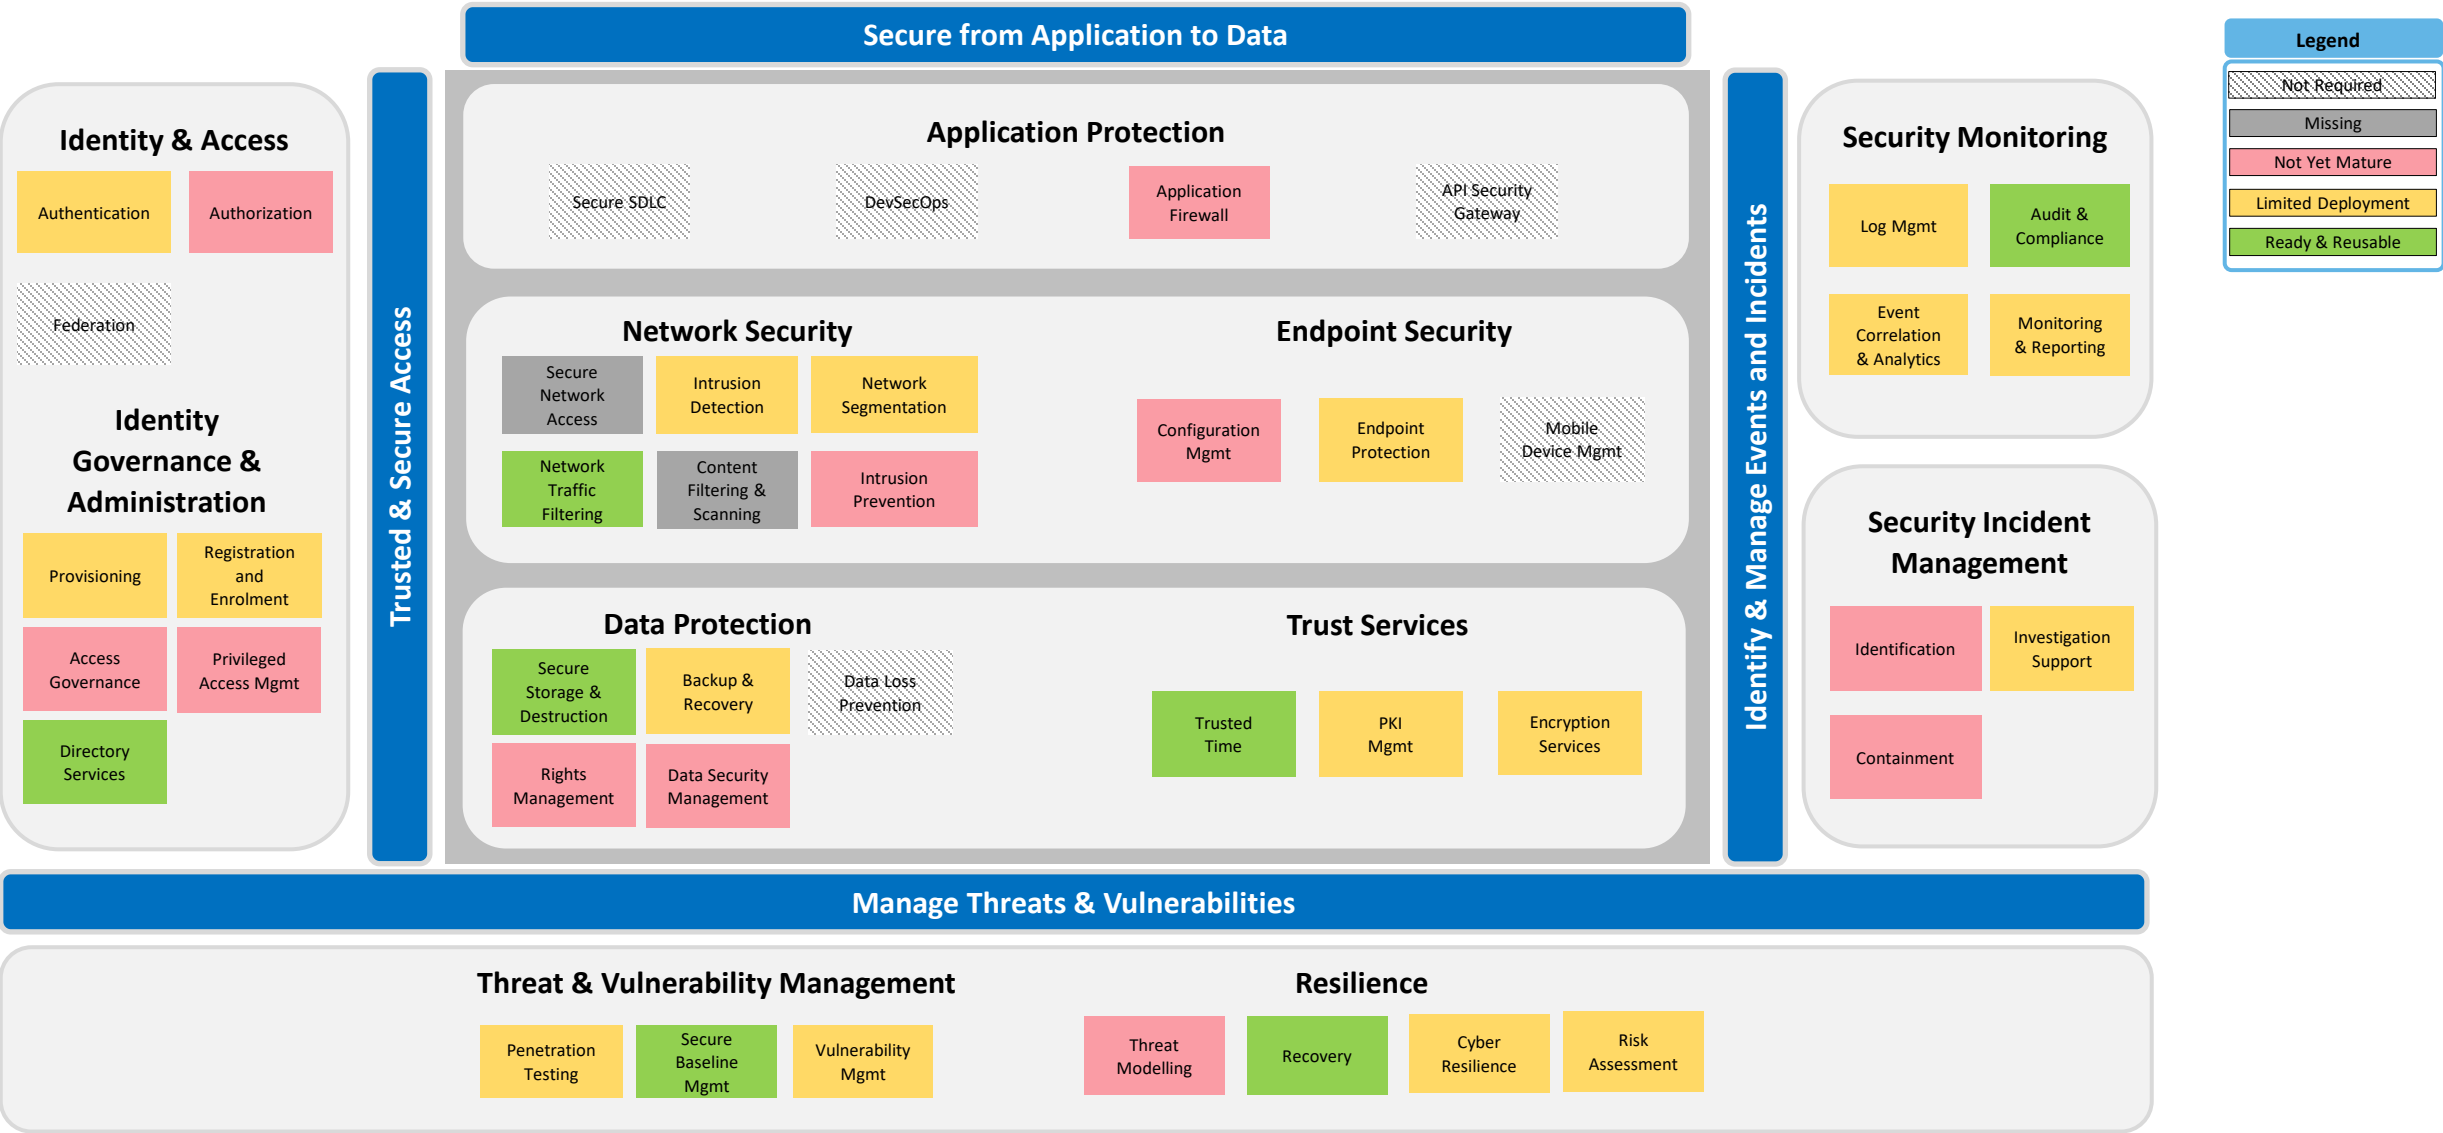 Secure from Application to Data
Legend
Not Required
Missing
Not Yet Mature
Limited Deployment
Ready & Reusable
Identity & Access
Authentication
Authorization
Federation
Identity
Governance &
Administration
Provisioning
Registration
and
Enrolment
Access
Governance
Privileged
Access Mgmt
Directory
Services
Trusted & Secure Access
Application Protection
Secure SDLC
DevSecOps
Application
Firewall
API Security
Gateway
Network Security
Secure
Network
Access
Intrusion
Detection
Network
Segmentation
Network
Traffic
Filtering
Content
Filtering &
Scanning
Intrusion
Prevention
Endpoint Security
Configuration
Mgmt
Endpoint
Protection
Mobile
Device Mgmt
Data Protection
Secure
Storage &
Destruction
Backup &
Recovery
Data Loss
Prevention
Rights
Management
Data Security
Management
Trust Services
Trusted
Time
PKI
Mgmt
Encryption
Services
Identify & Manage Events and Incidents
Security Monitoring
Log Mgmt
Audit &
Compliance
Event
Correlation
& Analytics
Monitoring
& Reporting
Security Incident
Management
Identification
Investigation
Support
Containment
Manage Threats & Vulnerabilities
Threat & Vulnerability Management
Penetration
Testing
Secure
Baseline
Mgmt
Vulnerability
Mgmt
Resilience
Threat
Modelling
Recovery
Cyber
Resilience
Risk
Assessment